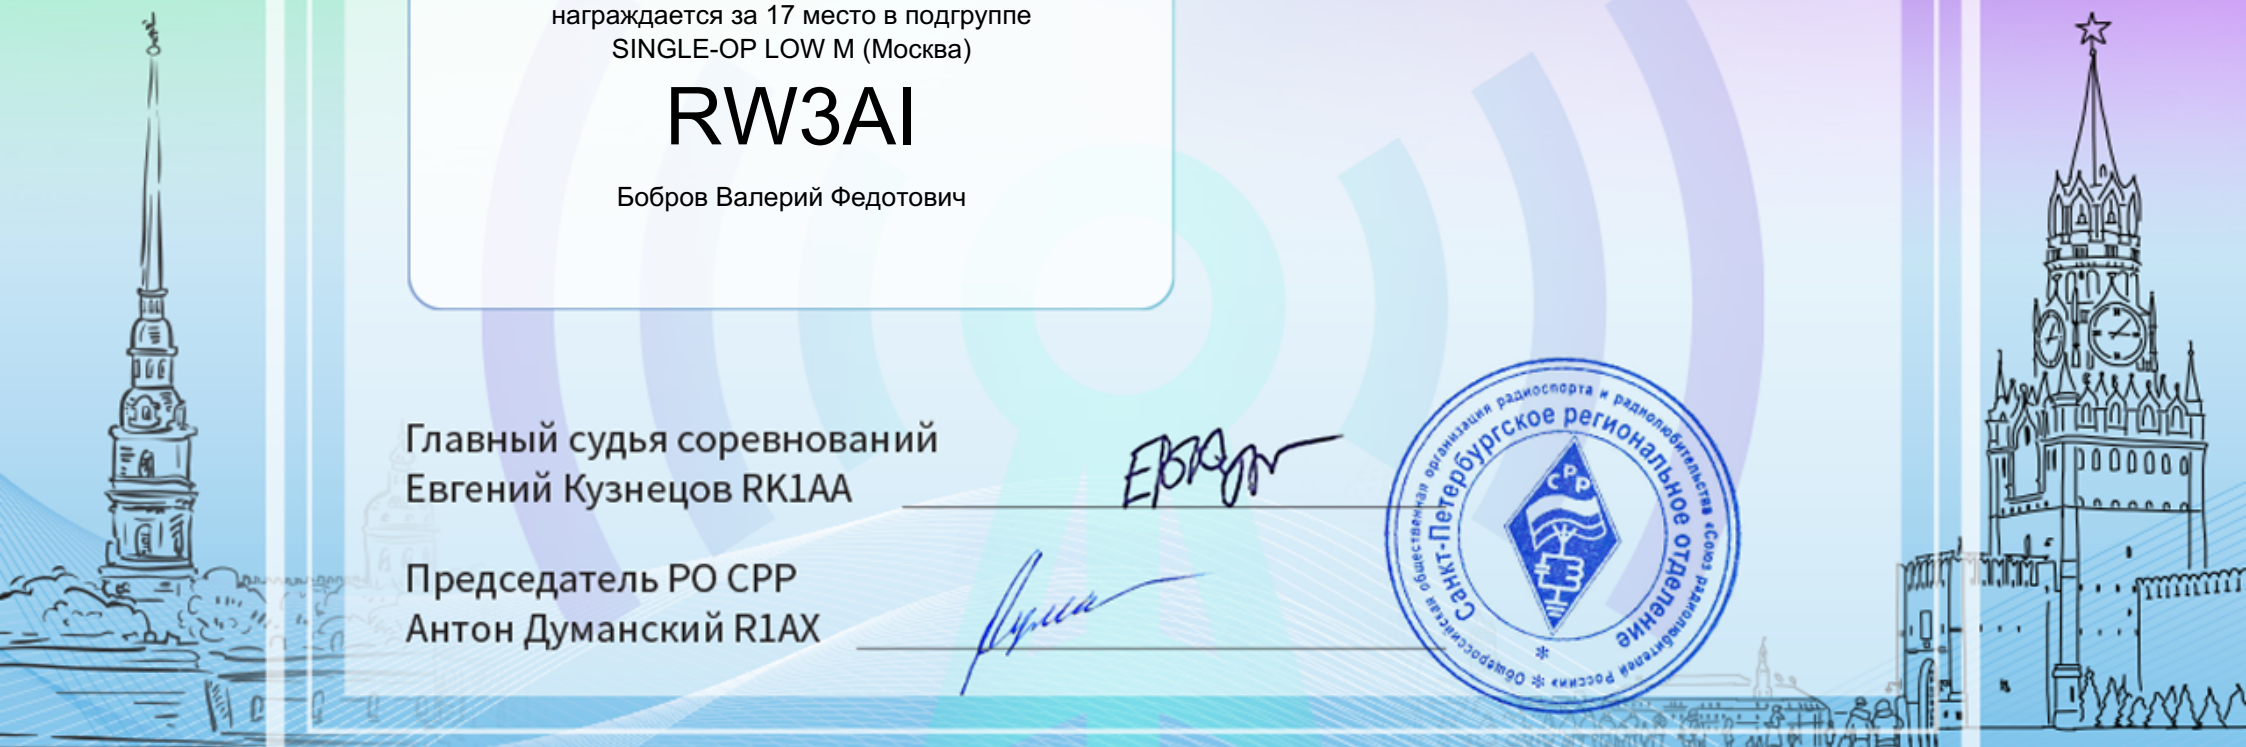 награждается за 17 место в подгруппе
SINGLE-OP LOW M (Москва)
RW3AI
Бобров Валерий Федотович
Главный судья соревнований
Евгений Кузнецов RK1AA
Председатель РО СРР
Антон Думанский R1AX
Общероссийская общественная организация радиоспорта и радиолюбительства «Союз радиолюбителей России»
Санкт-Петербургское региональное отделение
СРР